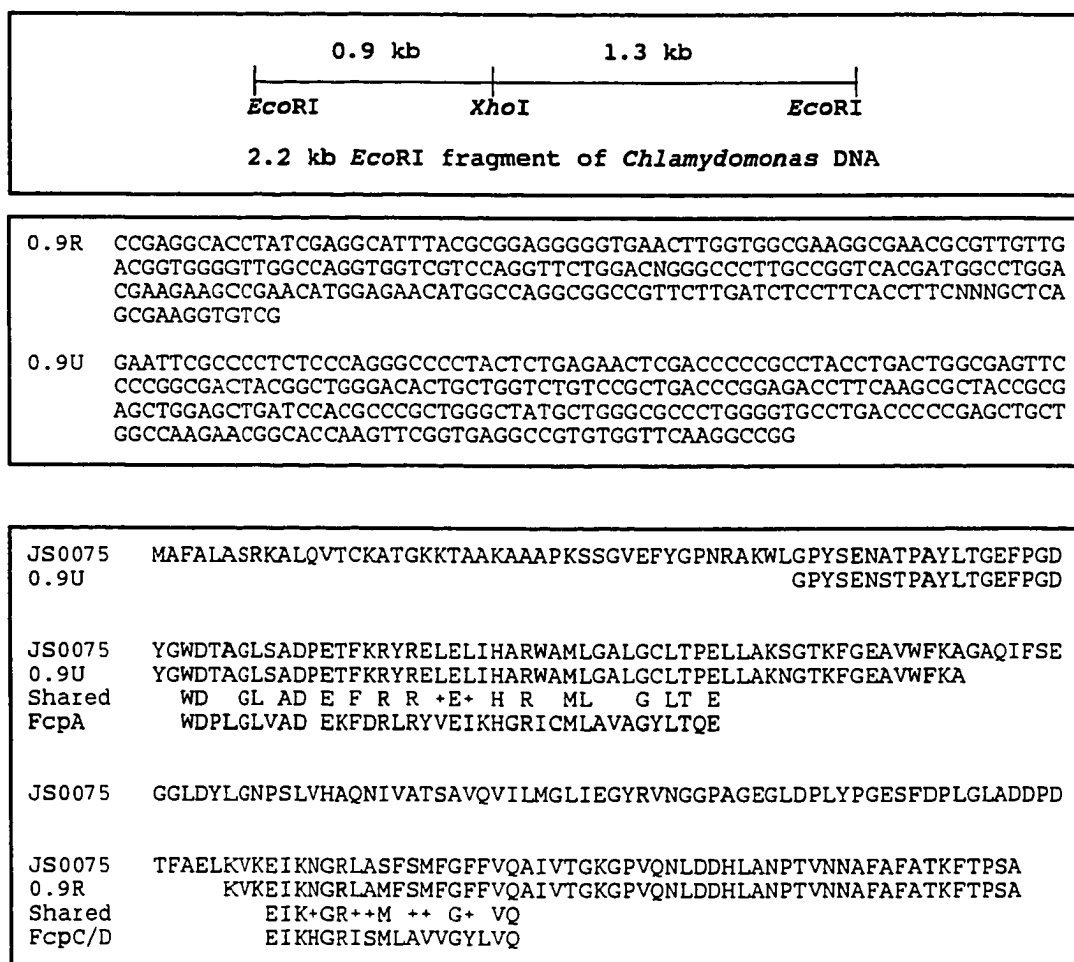 0.9 kb 1.3 kb
EcoRI XhoI EcoRI
2.2 kb EcoRI fragment of Chlamydomonas DNA
0.9R CCGAGGCACCTATCGAGGCATTTACGCGGAGGGGGTGAACTTGGTGGCGAAGGCGAACGCGTTGTTG
ACGGTGGGGTTGGCCAGGTGGTCGTCCAGGTTCTGGACNGGGCCCTTGCCGGTCACGATGGCCTGGA
CGAAGAAGCCGAACATGGAGAACATGGCCAGGCGGCCGTTCTTGATCTCCTTCACCTTCNNNGCTCA
GCGAAGGTGTCG
0.9U GAATTCGCCCCTCTCCCAGGGCCCCTACTCTGAGAACTCGACCCCCGCCTACCTGACTGGCGAGTTC
CCCGGCGACTACGGCTGGGACACTGCTGGTCTGTCCGCTGACCCGGAGACCTTCAAGCGCTACCGCG
AGCTGGAGCTGATCCACGCCCGCTGGGCTATGCTGGGCGCCCTGGGGTGCCTGACCCCCGAGCTGCT
GGCCAAGAACGGCACCAAGTTCGGTGAGGCCGTGTGGTTCAAGGCCGG
JS0075 MAFALASRKALQVTCKATGKKTAAKAAAPKSSGVEFYGPNRAKWLGPYSENATPAYLTGEFPGD
0.9U GPYSENSTPAYLTGEFPGD
JS0075 YGWDTAGLSADPETFKRYRELELIHARWAMLGALGCLTPELLAKSGTKFGEAVWFKAGAQIFSE
0.9U YGWDTAGLSADPETFKRYRELELIHARWAMLGALGCLTPELLAKNGTKFGEAVWFKA
Shared WD GL AD E F R R +E+ H R ML G LT E
FcpA WDPLGLVAD EKFDRLRYVEIKHGRICMLAVAGYLTQE
JS0075 GGLDYLGNPSLVHAQNIVATSAVQVILMGLIEGYRVNGGPAGEGLDPLYPGESFDPLGLADDPD
JS0075 TFAELKVKEIKNGRLASFSMFGFFVQAIVTGKGPVQNLDDHLANPTVNNAFAFATKFTPSA
0.9R KVKEIKNGRLAMFSMFGFFVQAIVTGKGPVQNLDDHLANPTVNNAFAFATKFTPSA
Shared EIK+GR++M ++ G+ VQ
FcpC/D EIKHGRISMLAVVGYLVQ